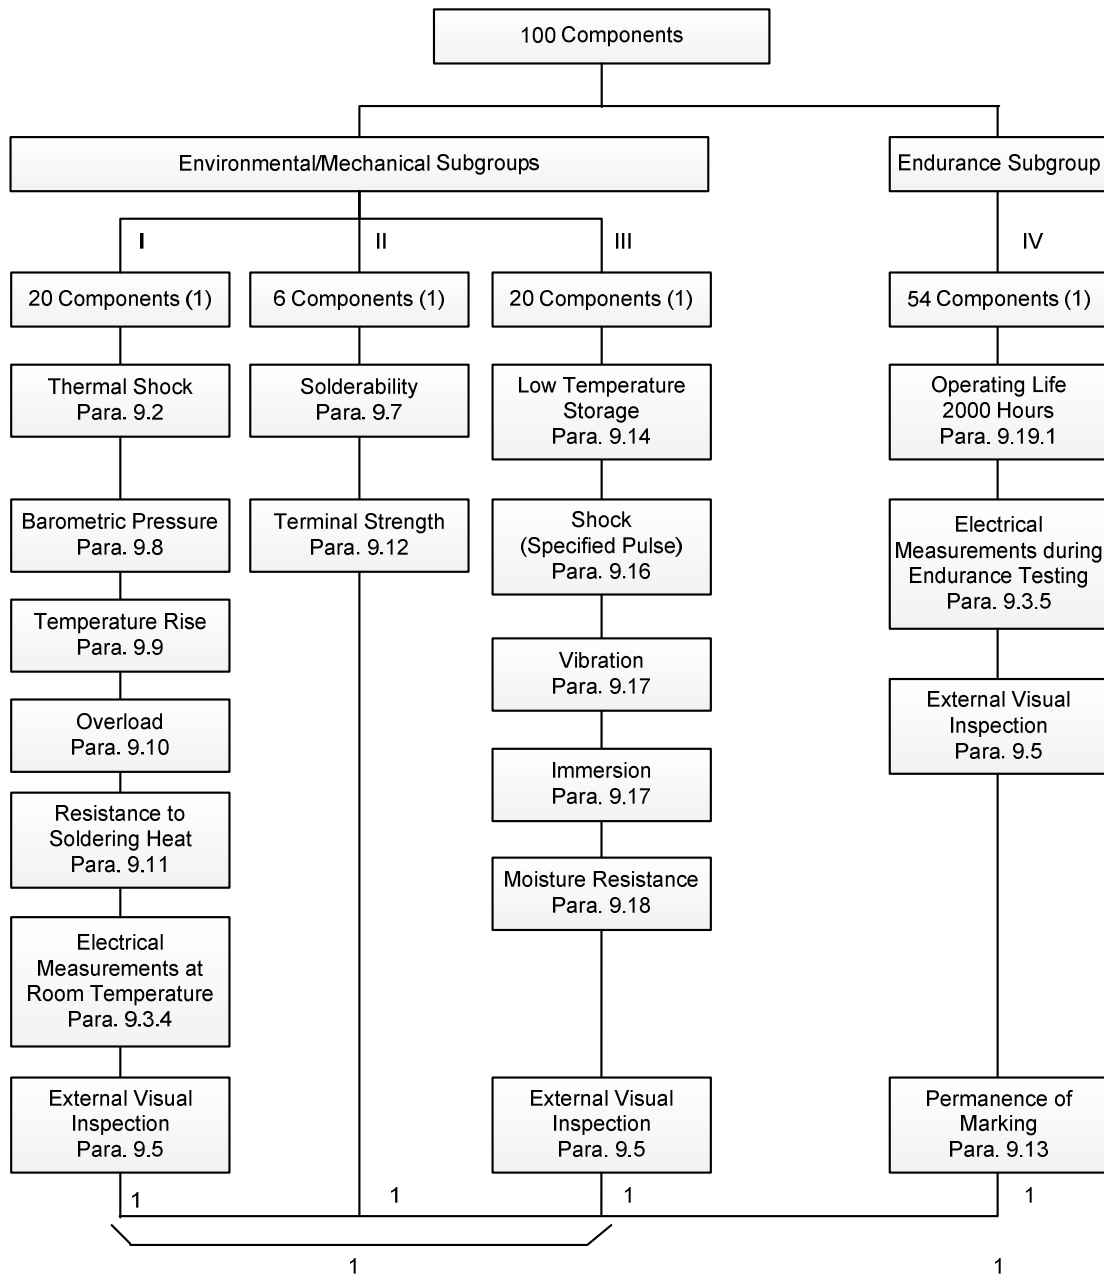 100 Components
Environmental/Mechanical Subgroups
Endurance Subgroup
I
II
III
IV
20 Components (1)
6 Components (1)
20 Components (1)
54 Components (1)
Thermal Shock
Para. 9.2
Solderability
Para. 9.7
Low Temperature
Storage
Para. 9.14
Operating Life
2000 Hours
Para. 9.19.1
Barometric Pressure
Para. 9.8
Terminal Strength
Para. 9.12
Shock
(Specified Pulse)
Para. 9.16
Electrical
Measurements during
Endurance Testing
Para. 9.3.5
Temperature Rise
Para. 9.9
Vibration
Para. 9.17
External Visual
Inspection
Para. 9.5
Overload
Para. 9.10
Immersion
Para. 9.17
Resistance to
Soldering Heat
Para. 9.11
Moisture Resistance
Para. 9.18
Electrical
Measurements at
Room Temperature
Para. 9.3.4
External Visual
Inspection
Para. 9.5
External Visual
Inspection
Para. 9.5
Permanence of
Marking
Para. 9.13
1
1
1
1
1
1